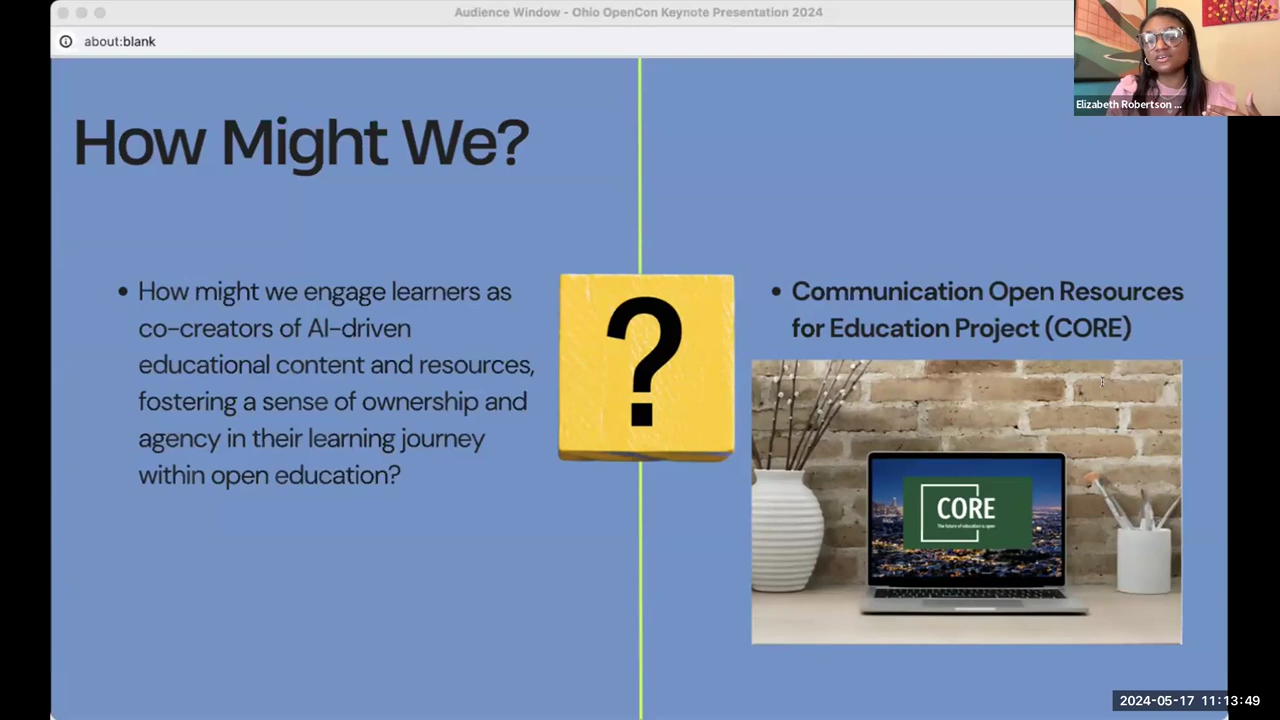 Audience Window - Ohio OpenCon Keynote Presentation 2024
about:blank
Elizabeth Robertson ...
How Might We?
How might we engage learners as
co-creators of AI-driven
educational content and resources,
fostering a sense of ownership and
agency in their learning journey
within open education?
?
Communication Open Resources
for Education Project (CORE)
CORE
The future of education is open
2024-05-17 11:13:49